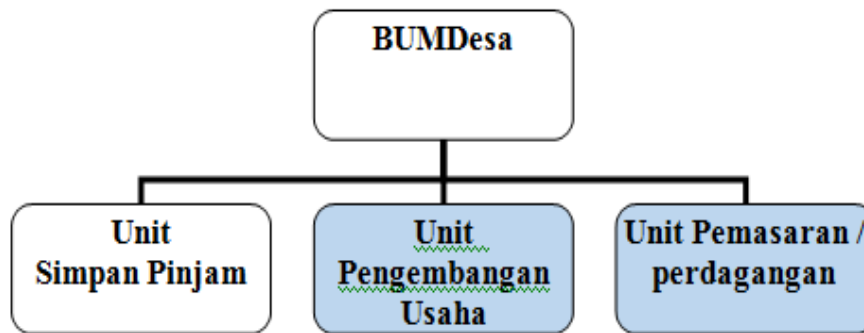 BUMDesa
Unit
Simpan Pinjam
Unit
Pengembangan
Usaha
Unit Pemasaran /
perdagangan